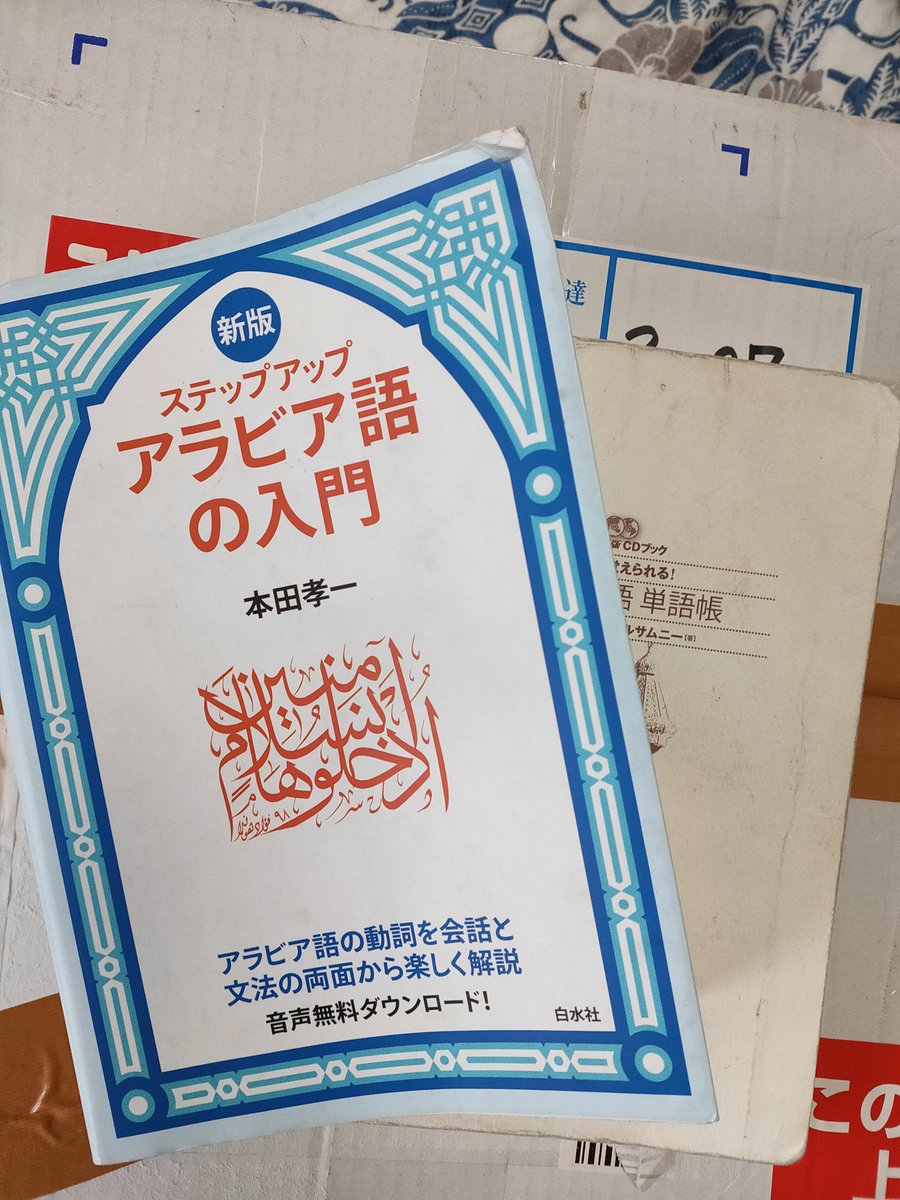 新版
ステップアップ
アラビア語
の入門
本田孝一
ادخلوها بسلام آمنين
٩٨
アラビア語の動詞を会話と
文法の両面から楽しく解説
音声無料ダウンロード!
白水社
達
CDブック
えられる!
語 単語帳
ルサムニー[著]
この
上